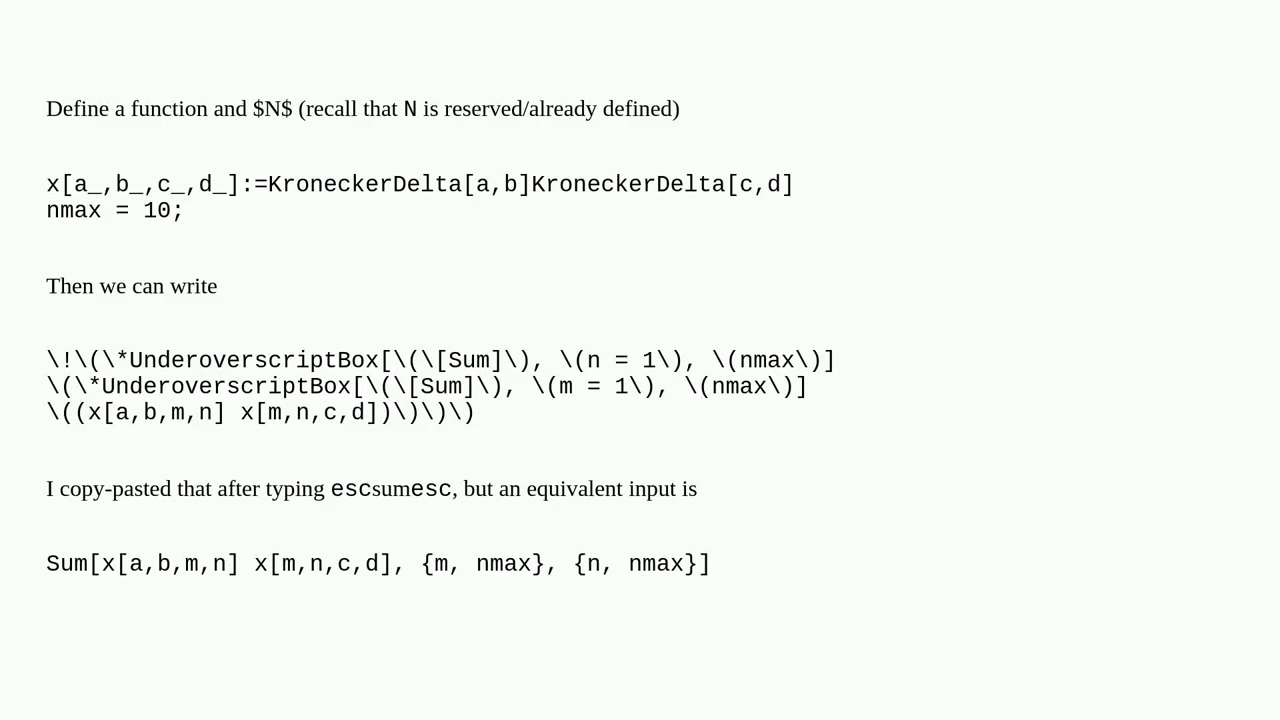 Define a function and $N$ (recall that N is reserved/already defined)
x[a_,b_,c_,d_]:=KroneckerDelta[a,b]KroneckerDelta[c,d]
nmax = 10;
Then we can write
\!\(\*UnderoverscriptBox[\(\[Sum]\), \(n = 1\), \(nmax\)]
\(\*UnderoverscriptBox[\(\[Sum]\), \(m = 1\), \(nmax\)]
\((x[a,b,m,n] x[m,n,c,d])\)\)\)
I copy-pasted that after typing escsumesc, but an equivalent input is
Sum[x[a,b,m,n] x[m,n,c,d], {m, nmax}, {n, nmax}]